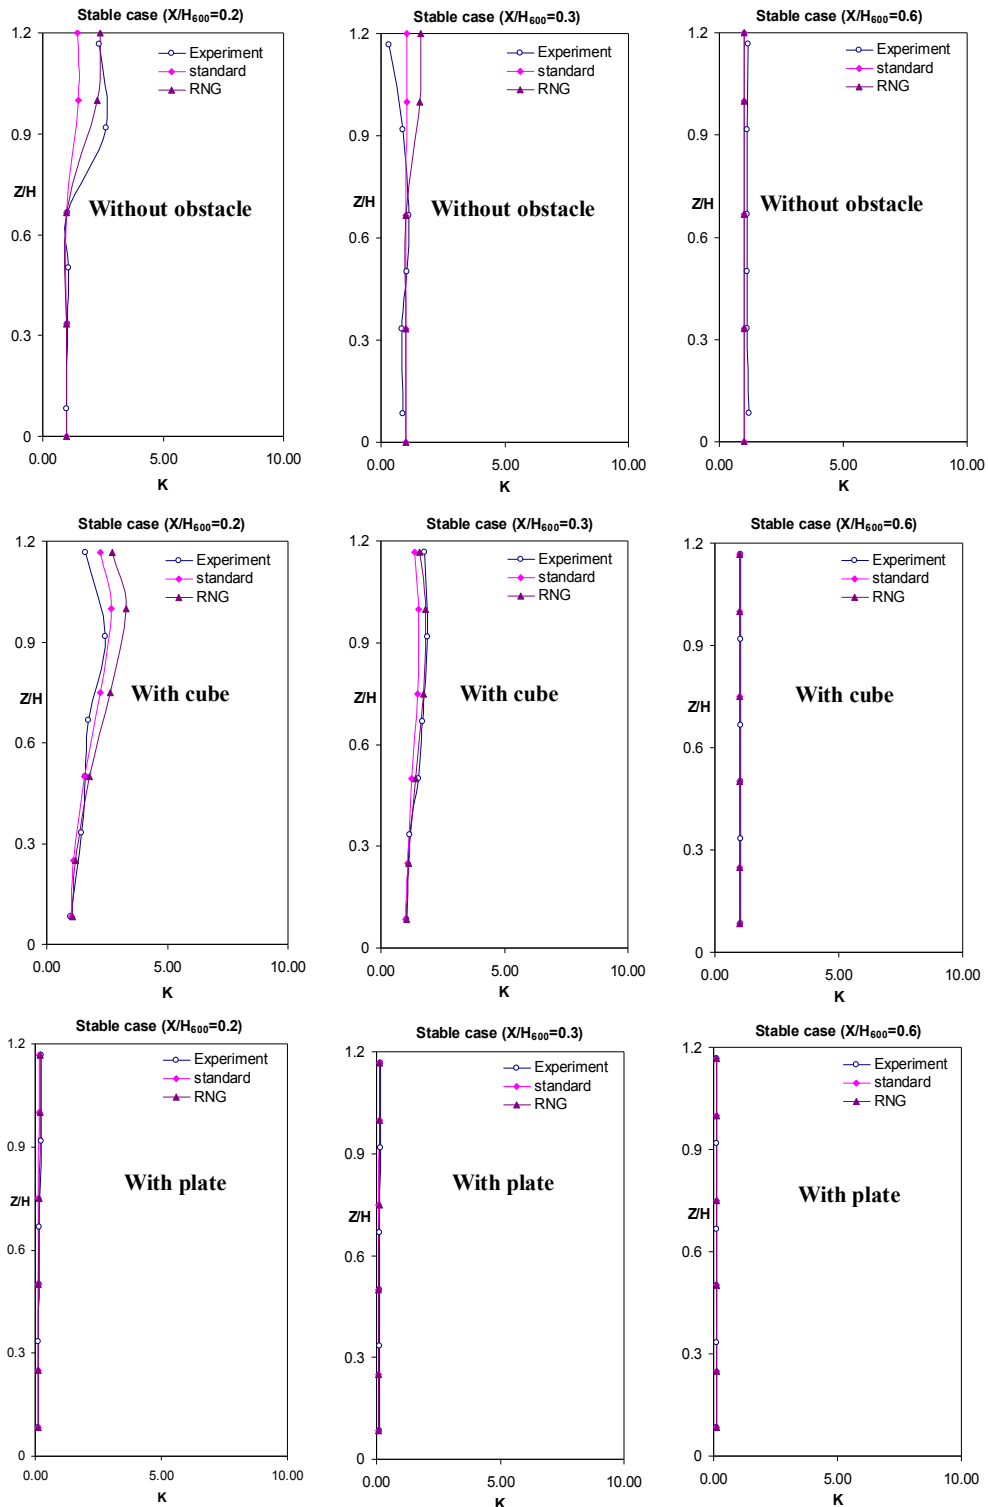 Stable case (X/H600=0.2)
1.2
0.9
Z/H
0.6
0.3
0
0.00 5.00 10.00
K
Experiment
standard
RNG
Without obstacle
Stable case (X/H600=0.3)
1.2
0.9
Z/H
0.6
0.3
0
0.00 5.00 10.00
K
Experiment
standard
RNG
Without obstacle
Stable case (X/H600=0.6)
1.2
0.9
Z/H
0.6
0.3
0
0.00 5.00 10.00
K
Experiment
standard
RNG
Without obstacle
Stable case (X/H600=0.2)
1.2
0.9
Z/H
0.6
0.3
0
0.00 5.00 10.00
K
Experiment
standard
RNG
With cube
Stable case (X/H600=0.3)
1.2
0.9
Z/H
0.6
0.3
0
0.00 5.00 10.00
K
Experiment
standard
RNG
With cube
Stable case (X/H600=0.6)
1.2
0.9
Z/H
0.6
0.3
0
0.00 5.00 10.00
K
Experiment
standard
RNG
With cube
Stable case (X/H600=0.2)
1.2
0.9
Z/H
0.6
0.3
0
0.00 5.00 10.00
K
Experiment
standard
RNG
With plate
Stable case (X/H600=0.3)
1.2
0.9
Z/H
0.6
0.3
0
0.00 5.00 10.00
K
Experiment
standard
RNG
With plate
Stable case (X/H600=0.6)
1.2
0.9
Z/H
0.6
0.3
0
0.00 5.00 10.00
K
Experiment
standard
RNG
With plate